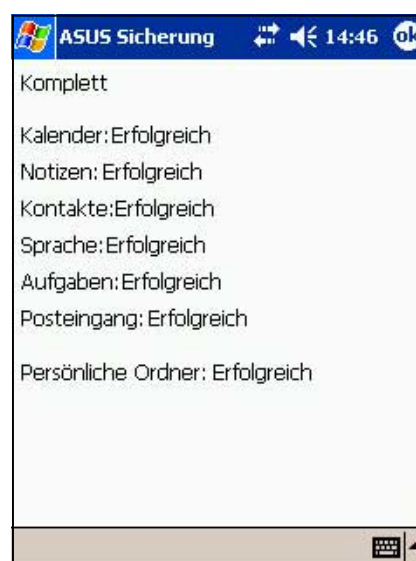 ASUS Sicherung 14:46 ok
Komplett
Kalender:Erfolgreich
Notizen: Erfolgreich
Kontakte:Erfolgreich
Sprache:Erfolgreich
Aufgaben:Erfolgreich
Posteingang: Erfolgreich
Persönliche Ordner: Erfolgreich